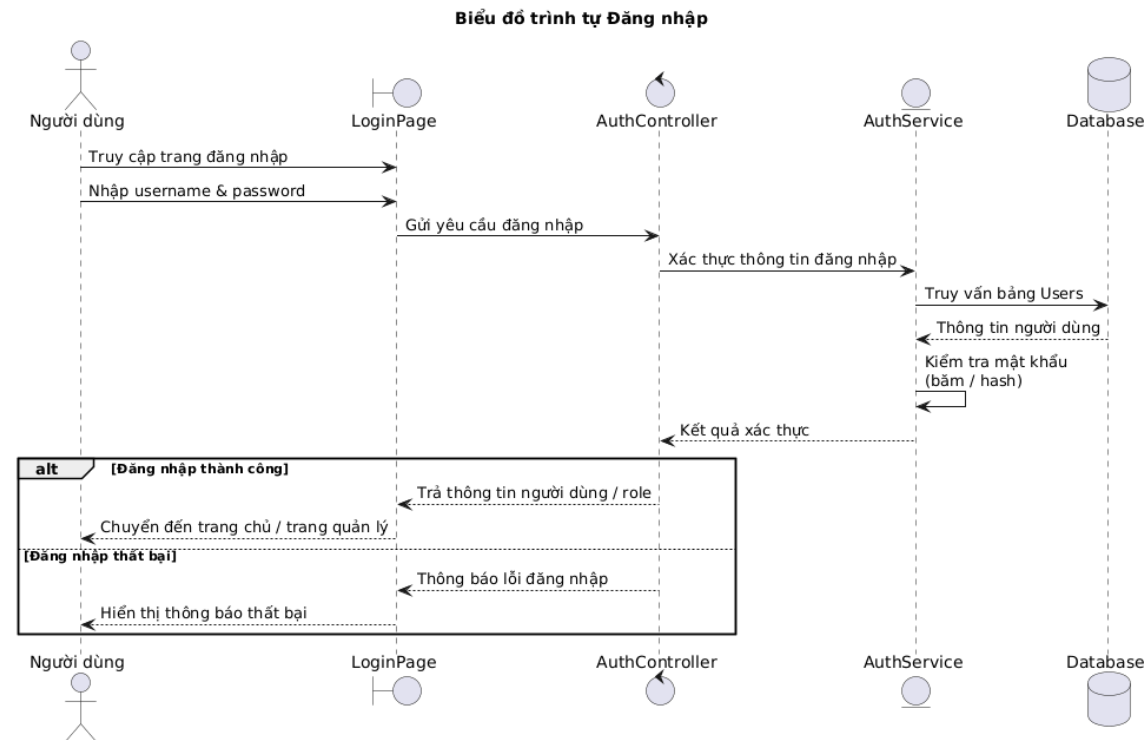 Biểu đồ trình tự Đăng nhập
Người dùng LoginPage AuthController AuthService Database
Truy cập trang đăng nhập
Nhập username & password
Gửi yêu cầu đăng nhập
Xác thực thông tin đăng nhập
Truy vấn bảng Users
Thông tin người dùng
Kiểm tra mật khẩu
(băm / hash)
Kết quả xác thực
alt [Đăng nhập thành công]
Trả thông tin người dùng / role
Chuyển đến trang chủ / trang quản lý
[Đăng nhập thất bại]
Thông báo lỗi đăng nhập
Hiển thị thông báo thất bại
Người dùng LoginPage AuthController AuthService Database